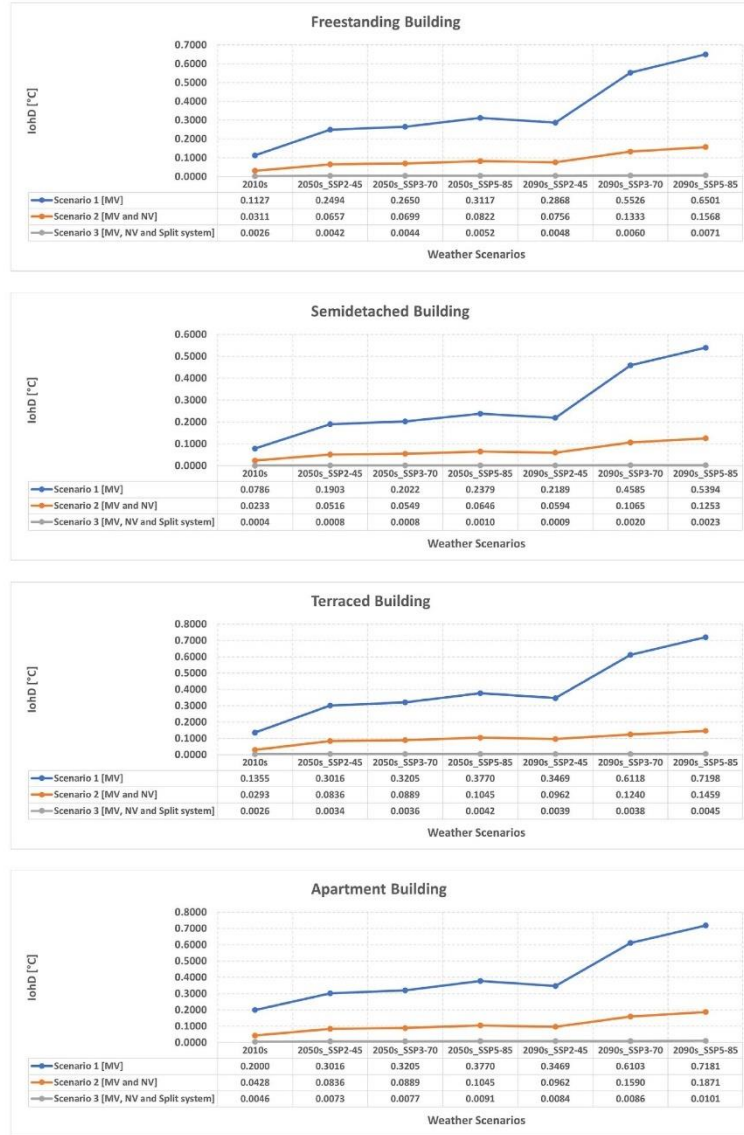 Freestanding Building
IohD [°C]
0.7000
0.6000
0.5000
0.4000
0.3000
0.2000
0.1000
0.0000
2010s 2050s_SSP2-45 2050s_SSP3-70 2050s_SSP5-85 2090s_SSP2-45 2090s_SSP3-70 2090s_SSP5-85
Scenario 1 [MV] 0.1127 0.2494 0.2650 0.3117 0.2868 0.5526 0.6501
Scenario 2 [MV and NV] 0.0311 0.0657 0.0699 0.0822 0.0756 0.1333 0.1568
Scenario 3 [MV, NV and Split system] 0.0026 0.0042 0.0044 0.0052 0.0048 0.0060 0.0071
Weather Scenarios
Semidetached Building
IohD [°C]
0.6000
0.5000
0.4000
0.3000
0.2000
0.1000
0.0000
2010s 2050s_SSP2-45 2050s_SSP3-70 2050s_SSP5-85 2090s_SSP2-45 2090s_SSP3-70 2090s_SSP5-85
Scenario 1 [MV] 0.0786 0.1903 0.2022 0.2379 0.2189 0.4585 0.5394
Scenario 2 [MV and NV] 0.0233 0.0516 0.0549 0.0646 0.0594 0.1065 0.1253
Scenario 3 [MV, NV and Split system] 0.0004 0.0008 0.0008 0.0010 0.0009 0.0020 0.0023
Weather Scenarios
Terraced Building
IohD [°C]
0.8000
0.7000
0.6000
0.5000
0.4000
0.3000
0.2000
0.1000
0.0000
2010s 2050s_SSP2-45 2050s_SSP3-70 2050s_SSP5-85 2090s_SSP2-45 2090s_SSP3-70 2090s_SSP5-85
Scenario 1 [MV] 0.1355 0.3016 0.3205 0.3770 0.3469 0.6118 0.7198
Scenario 2 [MV and NV] 0.0293 0.0836 0.0889 0.1045 0.0962 0.1240 0.1459
Scenario 3 [MV, NV and Split system] 0.0026 0.0034 0.0036 0.0042 0.0039 0.0038 0.0045
Weather Scenarios
Apartment Building
IohD [°C]
0.8000
0.7000
0.6000
0.5000
0.4000
0.3000
0.2000
0.1000
0.0000
2010s 2050s_SSP2-45 2050s_SSP3-70 2050s_SSP5-85 2090s_SSP2-45 2090s_SSP3-70 2090s_SSP5-85
Scenario 1 [MV] 0.2000 0.3016 0.3205 0.3770 0.3469 0.6103 0.7181
Scenario 2 [MV and NV] 0.0428 0.0836 0.0889 0.1045 0.0962 0.1590 0.1871
Scenario 3 [MV, NV and Split system] 0.0046 0.0073 0.0077 0.0091 0.0084 0.0086 0.0101
Weather Scenarios